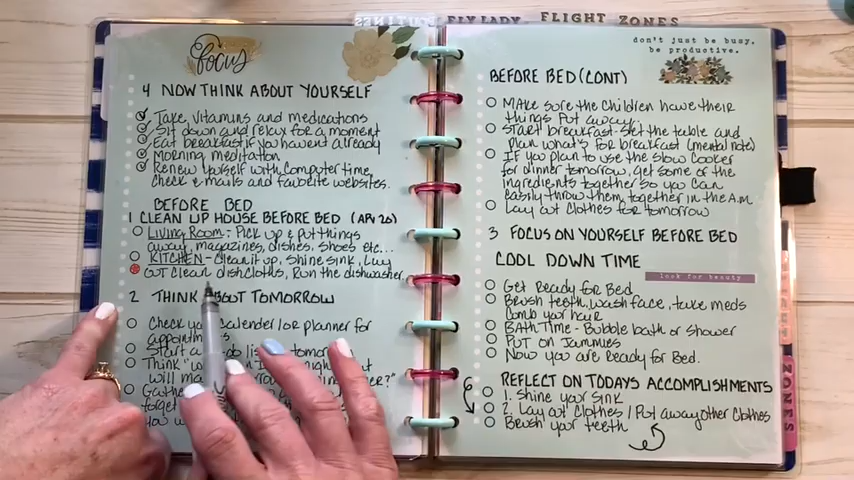 FLYLADY FLIGHT ZONES
focus
4 NOW THINK ABOUT YOURSELF
Take vitamins and medications
Sit down and relax for a moment
Eat breakfast if you havent already
Morning meditation
Renew yourself with Computer time,
Check e mails and favorite websites.
BEFORE BED
1 CLEAN UP HOUSE BEFORE BED
LIVING ROOM - Pick up & put things
away, magazines, dishes, shoes etc...
KITCHEN - Clean it up, Shine sink, Lay
out clean dishcloths, Run the dishwasher
2 THINK ABOUT TOMORROW
Check calender /or planner for
Start do
Think
will
don't just be busy.
be productive.
BEFORE BED (CONT)
Make sure the children have their
things put away.
Start breakfast - set the table and
Plan what's for breakfast (mental note)
If you plan to use the slow cooker
for dinner tomorrow, get some of the
ingredients together so you can
easily throw them together in the A.M
Lay out clothes for tomorrow
3 FOCUS ON YOURSELF BEFORE BED
COOL DOWN TIME
look for beauty
Get Ready for Bed
Brush teeth, wash face, take meds
Comb your hair
Bath Time - Bubble bath or shower
Put on Jammies
Now you are Ready for Bed.
REFLECT ON TODAYS ACCOMPLISHMENTS
1. Shine your sink
2. Lay out clothes / Put away other clothes
Brush your teeth
ZONES